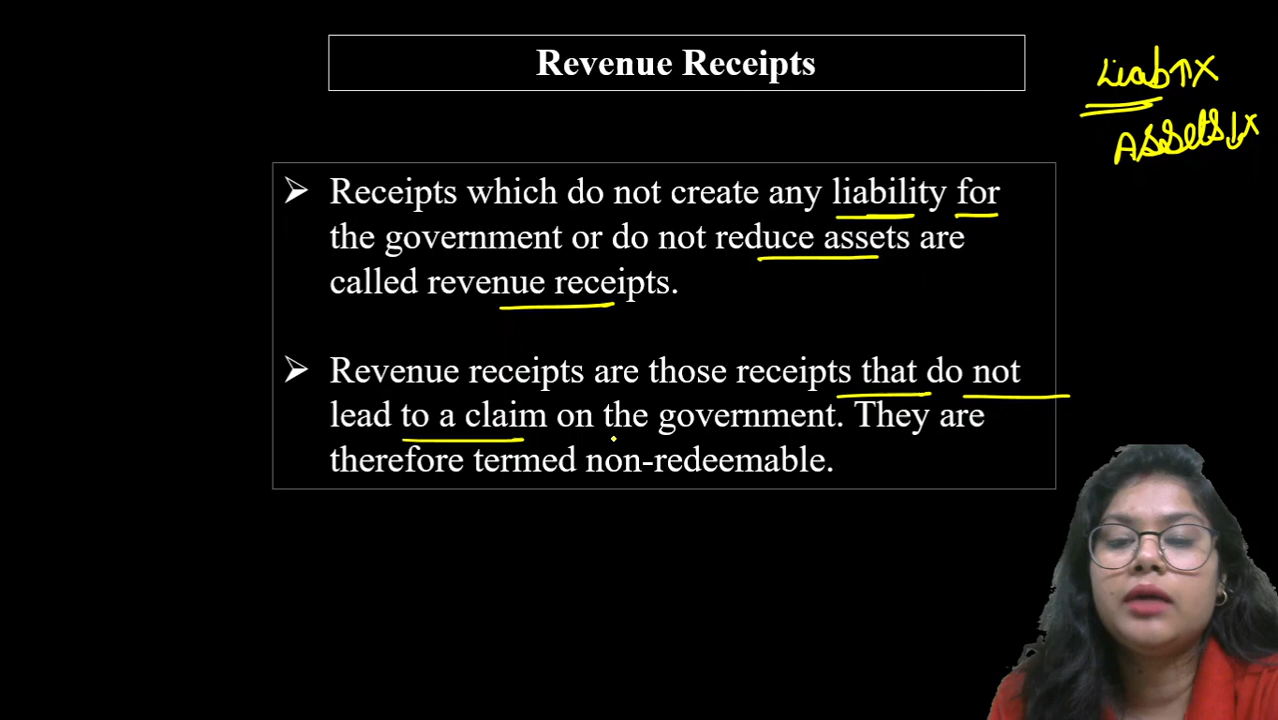 Revenue Receipts
Liab↑X
Assets↓X
➢ Receipts which do not create any liability for
the government or do not reduce assets are
called revenue receipts.
➢ Revenue receipts are those receipts that do not
lead to a claim on the government. They are
therefore termed non-redeemable.